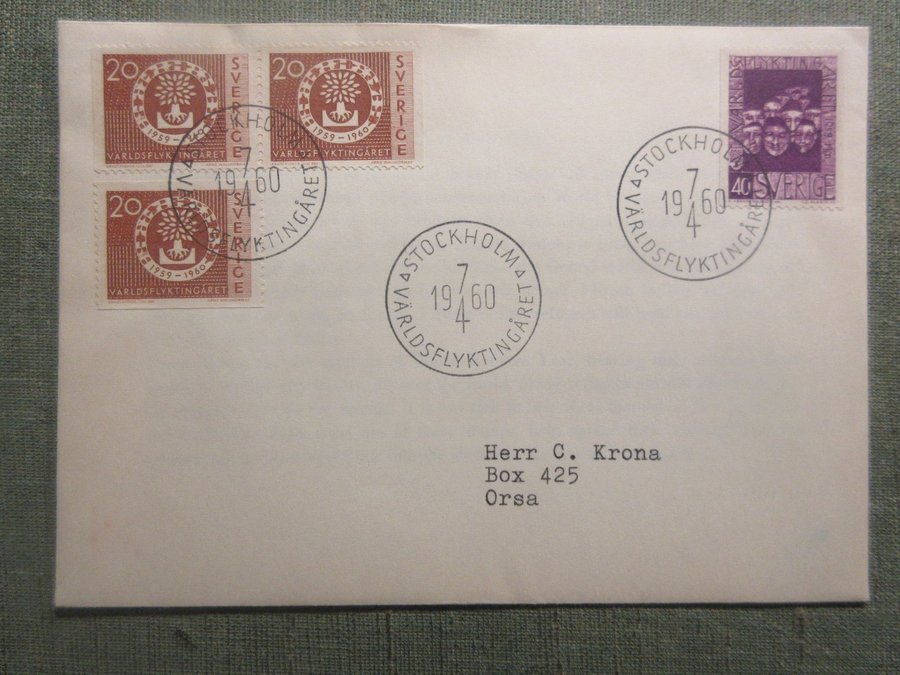 20
SVERIGE
1959-1960
VÄRLDSFLYKTINGÅRET
20
SVERIGE
1959-1960
VÄRLDSFLYKTINGÅRET
20
SVERIGE
1959-1960
VÄRLDSFLYKTINGÅRET
STOCKHOLM
7
19 60
4
VÄRLDSFLYKTINGÅRET
STOCKHOLM
7
19 60
4
VÄRLDSFLYKTINGÅRET
VÄRLDSFLYKTINGÅRET
40
SVERIGE
STOCKHOLM
7
19 60
4
VÄRLDSFLYKTINGÅRET
Herr C. Krona
Box 425
Orsa